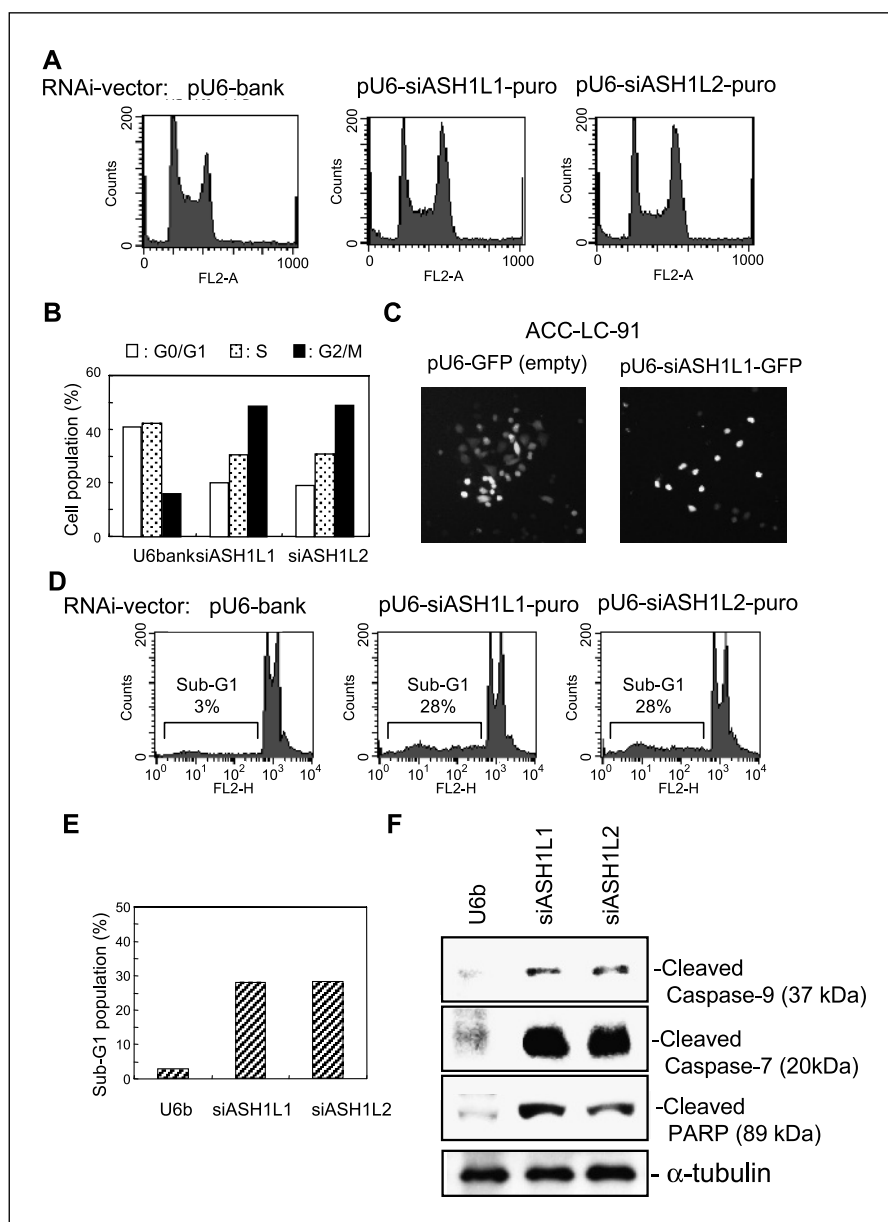 A
RNAi-vector: pU6-bank
pU6-siASH1L1-puro
pU6-siASH1L2-puro
200
Counts
0
0
1000
FL2-A
200
Counts
0
0
1000
FL2-A
200
Counts
0
0
1000
FL2-A
B
: G0/G1 : S : G2/M
60
40
20
0
Cell population (%)
U6bank siASH1L1 siASH1L2
C
ACC-LC-91
pU6-GFP (empty)
pU6-siASH1L1-GFP
D
RNAi-vector: pU6-bank
pU6-siASH1L1-puro
pU6-siASH1L2-puro
200
Counts
0
Sub-G1
3%
10⁰ 10¹ 10² 10³ 10⁴
FL2-H
200
Counts
0
Sub-G1
28%
10⁰ 10¹ 10² 10³ 10⁴
FL2-H
200
Counts
0
Sub-G1
28%
10⁰ 10¹ 10² 10³ 10⁴
FL2-H
E
50
40
30
20
10
0
Sub-G1 population (%)
U6b siASH1L1 siASH1L2
F
U6b
siASH1L1
siASH1L2
-Cleaved
Caspase-9 (37 kDa)
-Cleaved
Caspase-7 (20kDa)
-Cleaved
PARP (89 kDa)
- α-tubulin